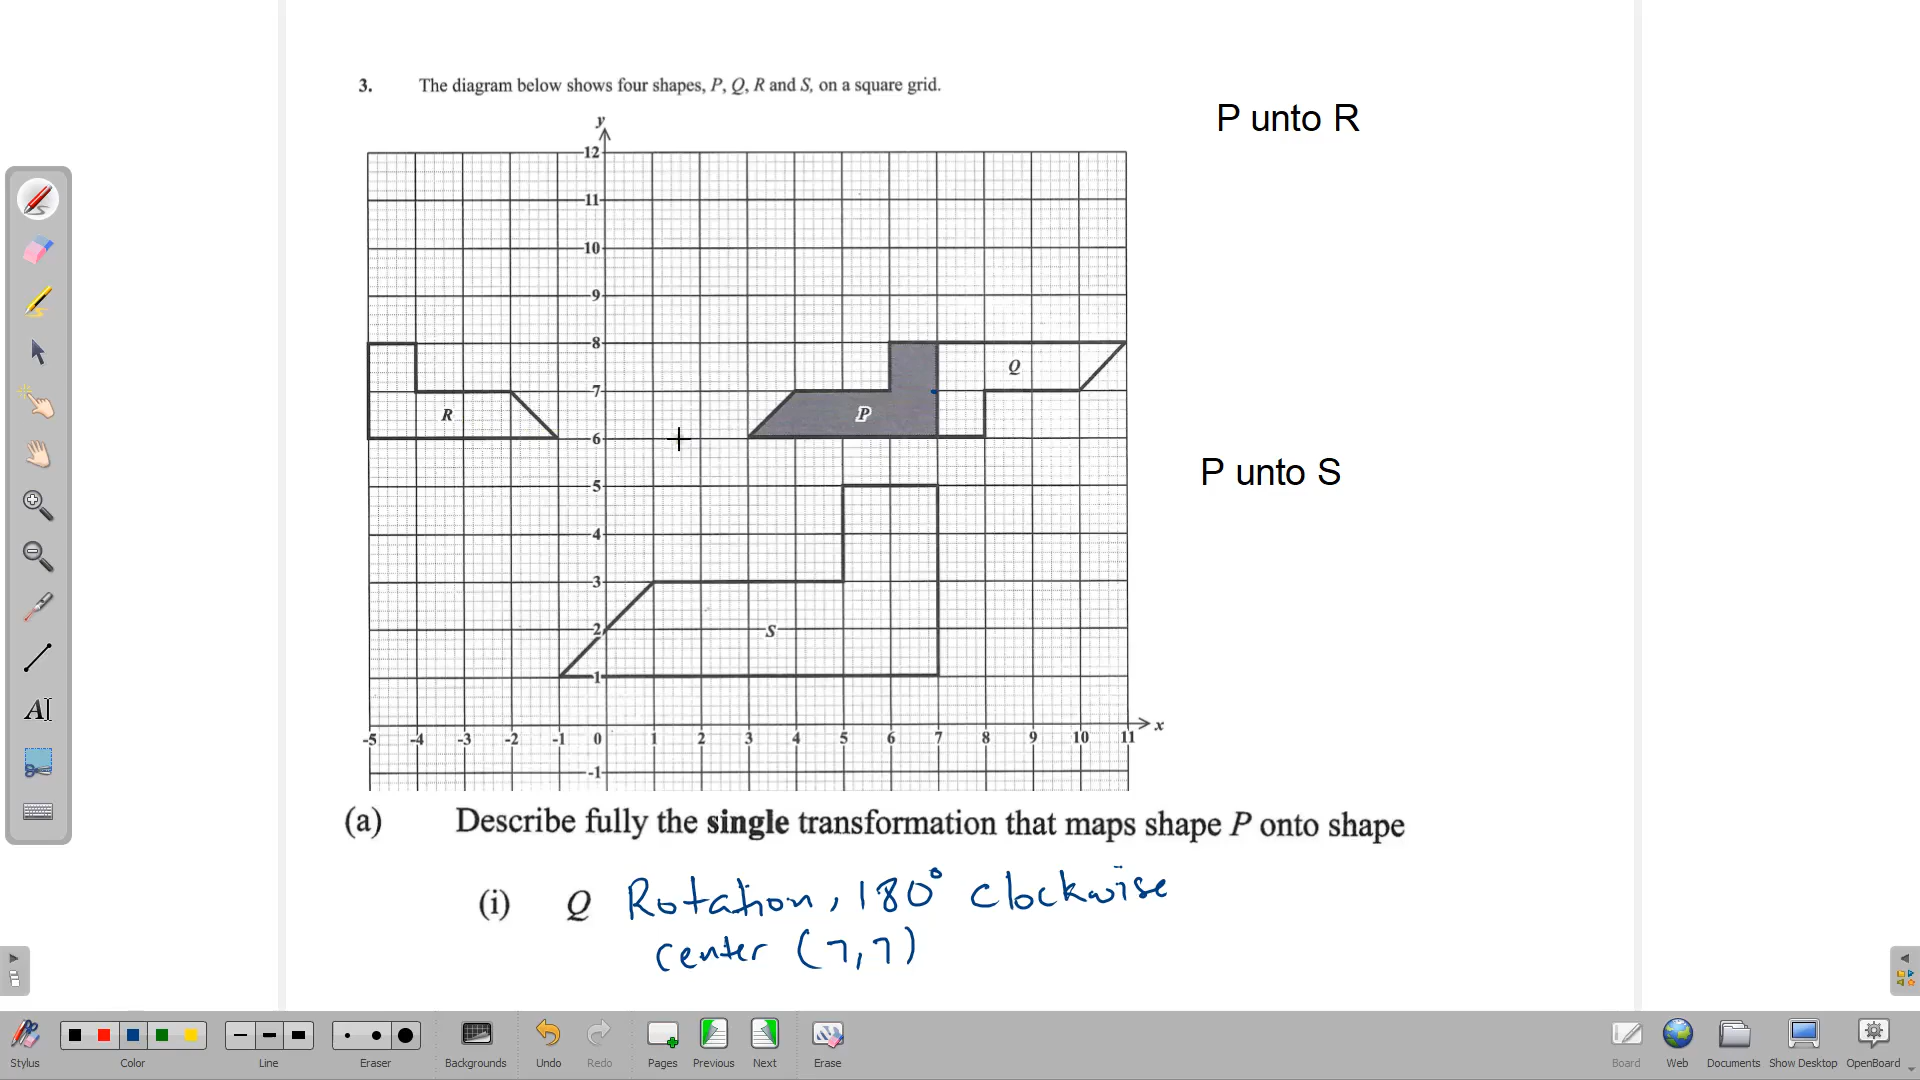 3. The diagram below shows four shapes, P, Q, R and S, on a square grid.
P unto R
y
12
11
10
9
8
Q
7
R
P
6
P unto S
5
4
3
2
S
1
x
-5 -4 -3 -2 -1 0 1 2 3 4 5 6 7 8 9 10 11
-1
(a) Describe fully the single transformation that maps shape P onto shape
(i) Q Rotation, 180° clockwise
center (7,7)
Stylus Color Line Eraser Backgrounds Undo Redo Pages Previous Next Erase Board Web Documents Show Desktop OpenBoard